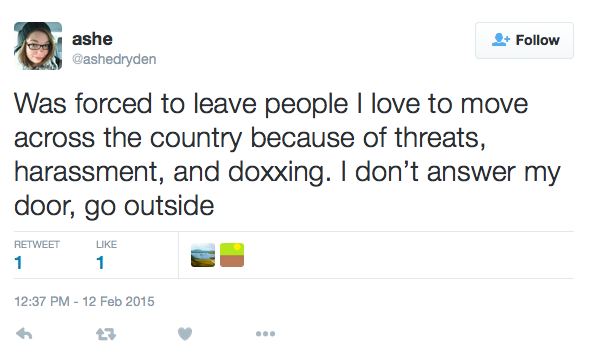 ashe
@ashedryden
Follow
Was forced to leave people I love to move
across the country because of threats,
harassment, and doxxing. I don’t answer my
door, go outside
RETWEET LIKE
1 1
12:37 PM - 12 Feb 2015